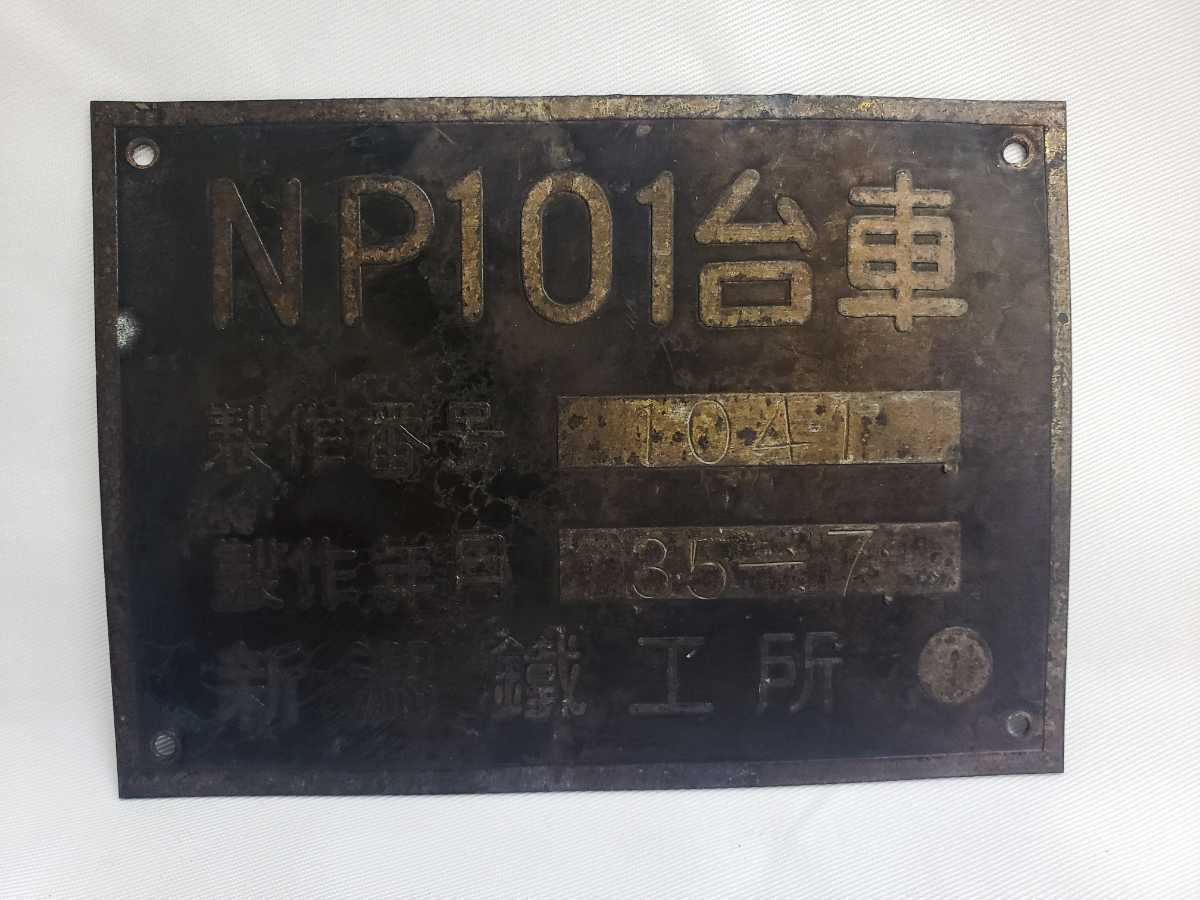 NP101台車
製作番号 1041
製作年月 35-7
新潟鐵工所